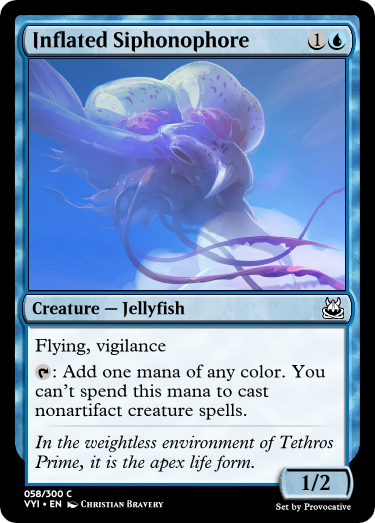 Inflated Siphonophore 1
Creature — Jellyfish
Flying, vigilance
: Add one mana of any color. You
can't spend this mana to cast
nonartifact creature spells.
In the weightless environment of Tethros
Prime, it is the apex life form.
1/2
058/300 C
VYI • EN Christian Bravery Set by Provocative